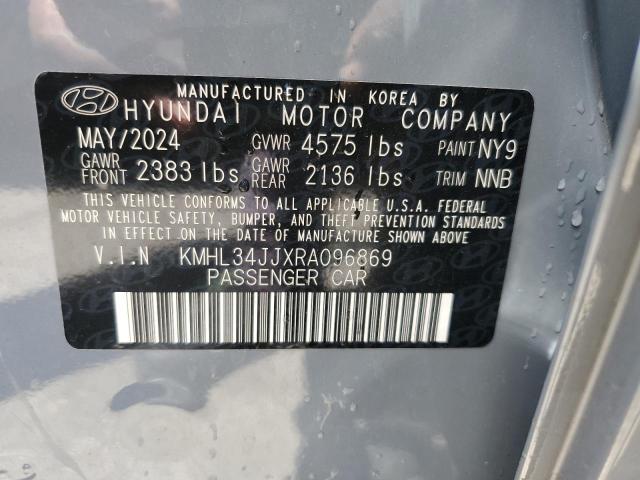 MANUFACTURED IN KOREA BY
HYUNDAI MOTOR COMPANY
MAY/2024 GVWR 4575 lbs PAINT NY9
GAWR FRONT 2383 lbs GAWR REAR 2136 lbs TRIM NNB
THIS VEHICLE CONFORMS TO ALL APPLICABLE U.S.A. FEDERAL
MOTOR VEHICLE SAFETY, BUMPER, AND THEFT PREVENTION STANDARDS
IN EFFECT ON THE DATE OF MANUFACTURE SHOWN ABOVE
V.I.N KMHL34JJXRA096869
PASSENGER CAR